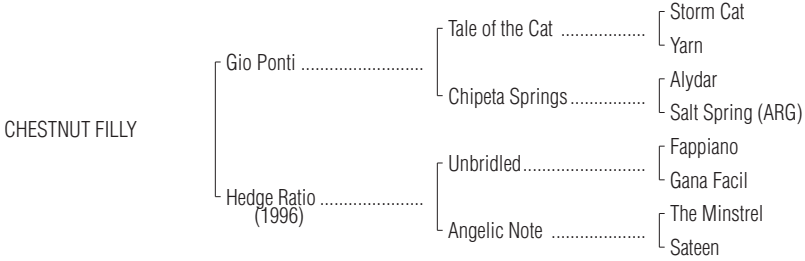 Storm Cat
Tale of the Cat ..................
Yarn
Gio Ponti ..........................
Alydar
Chipeta Springs................
Salt Spring (ARG)
CHESTNUT FILLY
Fappiano
Unbridled..........................
Gana Facil
Hedge Ratio ......................
(1996)
The Minstrel
Angelic Note ....................
Sateen